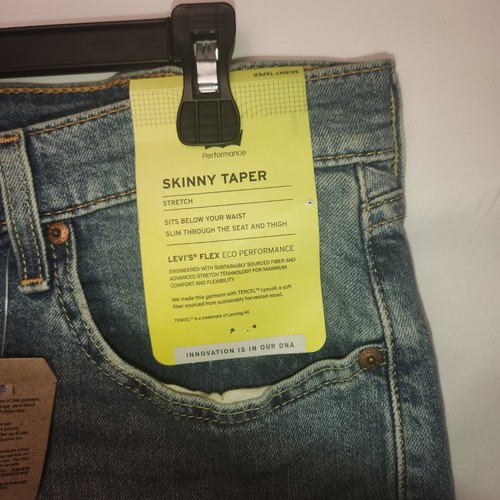 SKINNY TAPER
Performance
SKINNY TAPER
STRETCH
SITS BELOW YOUR WAIST
SLIM THROUGH THE SEAT AND THIGH
LEVI'S® FLEX ECO PERFORMANCE
ENGINEERED WITH SUSTAINABLY SOURCED FIBER AND
ADVANCED STRETCH TECHNOLOGY FOR MAXIMUM
COMFORT AND FLEXIBILITY
We made this garment with TENCEL™ Lyocell, a soft
fiber sourced from sustainably harvested wood.
TENCEL™ is a trademark of Lenzing AG
INNOVATION IS IN OUR DNA
of this garment